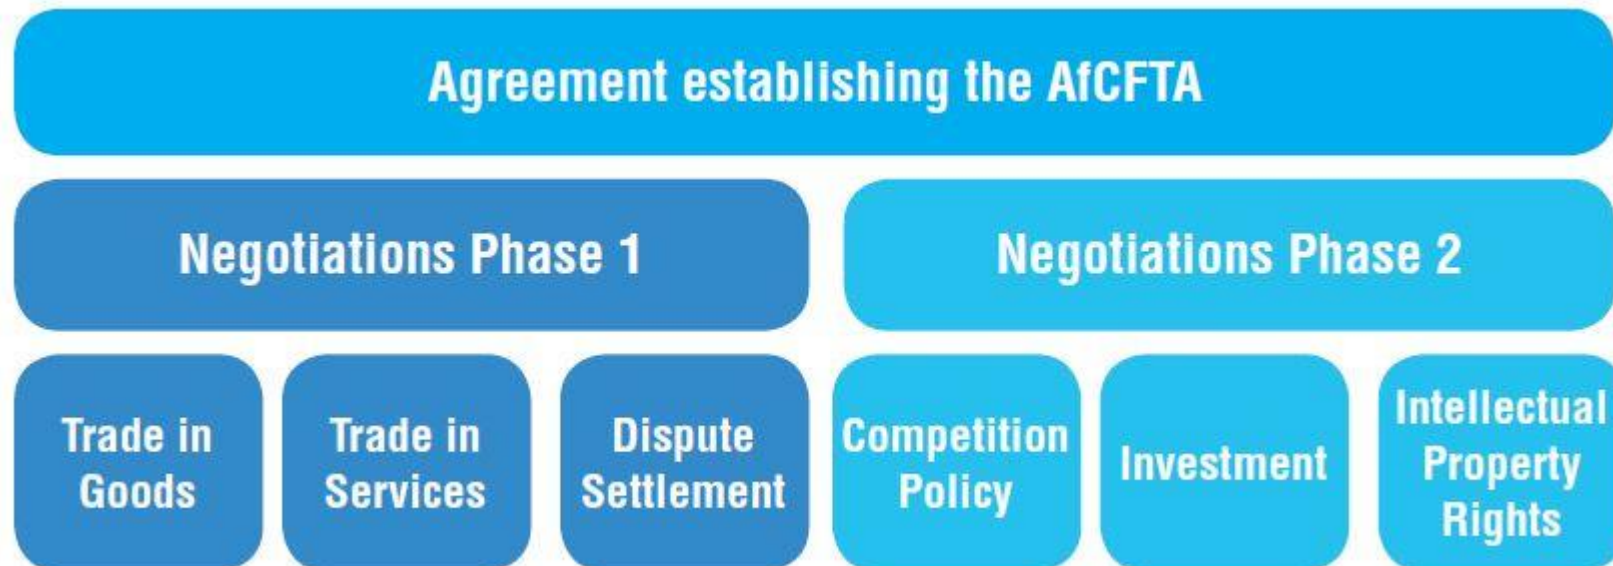 Agreement establishing the AfCFTA
Negotiations Phase 1
Negotiations Phase 2
Trade in
Goods
Trade in
Services
Dispute
Settlement
Competition
Policy
Investment
Intellectual
Property
Rights